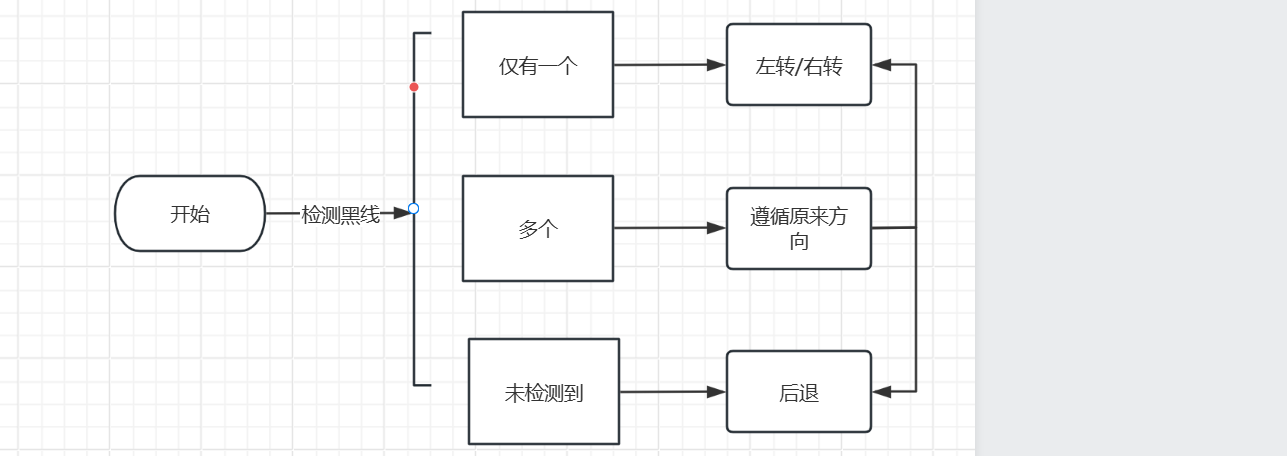 仅有一个
左转/右转
开始
检测黑线
多个
遵循原来方
向
未检测到
后退